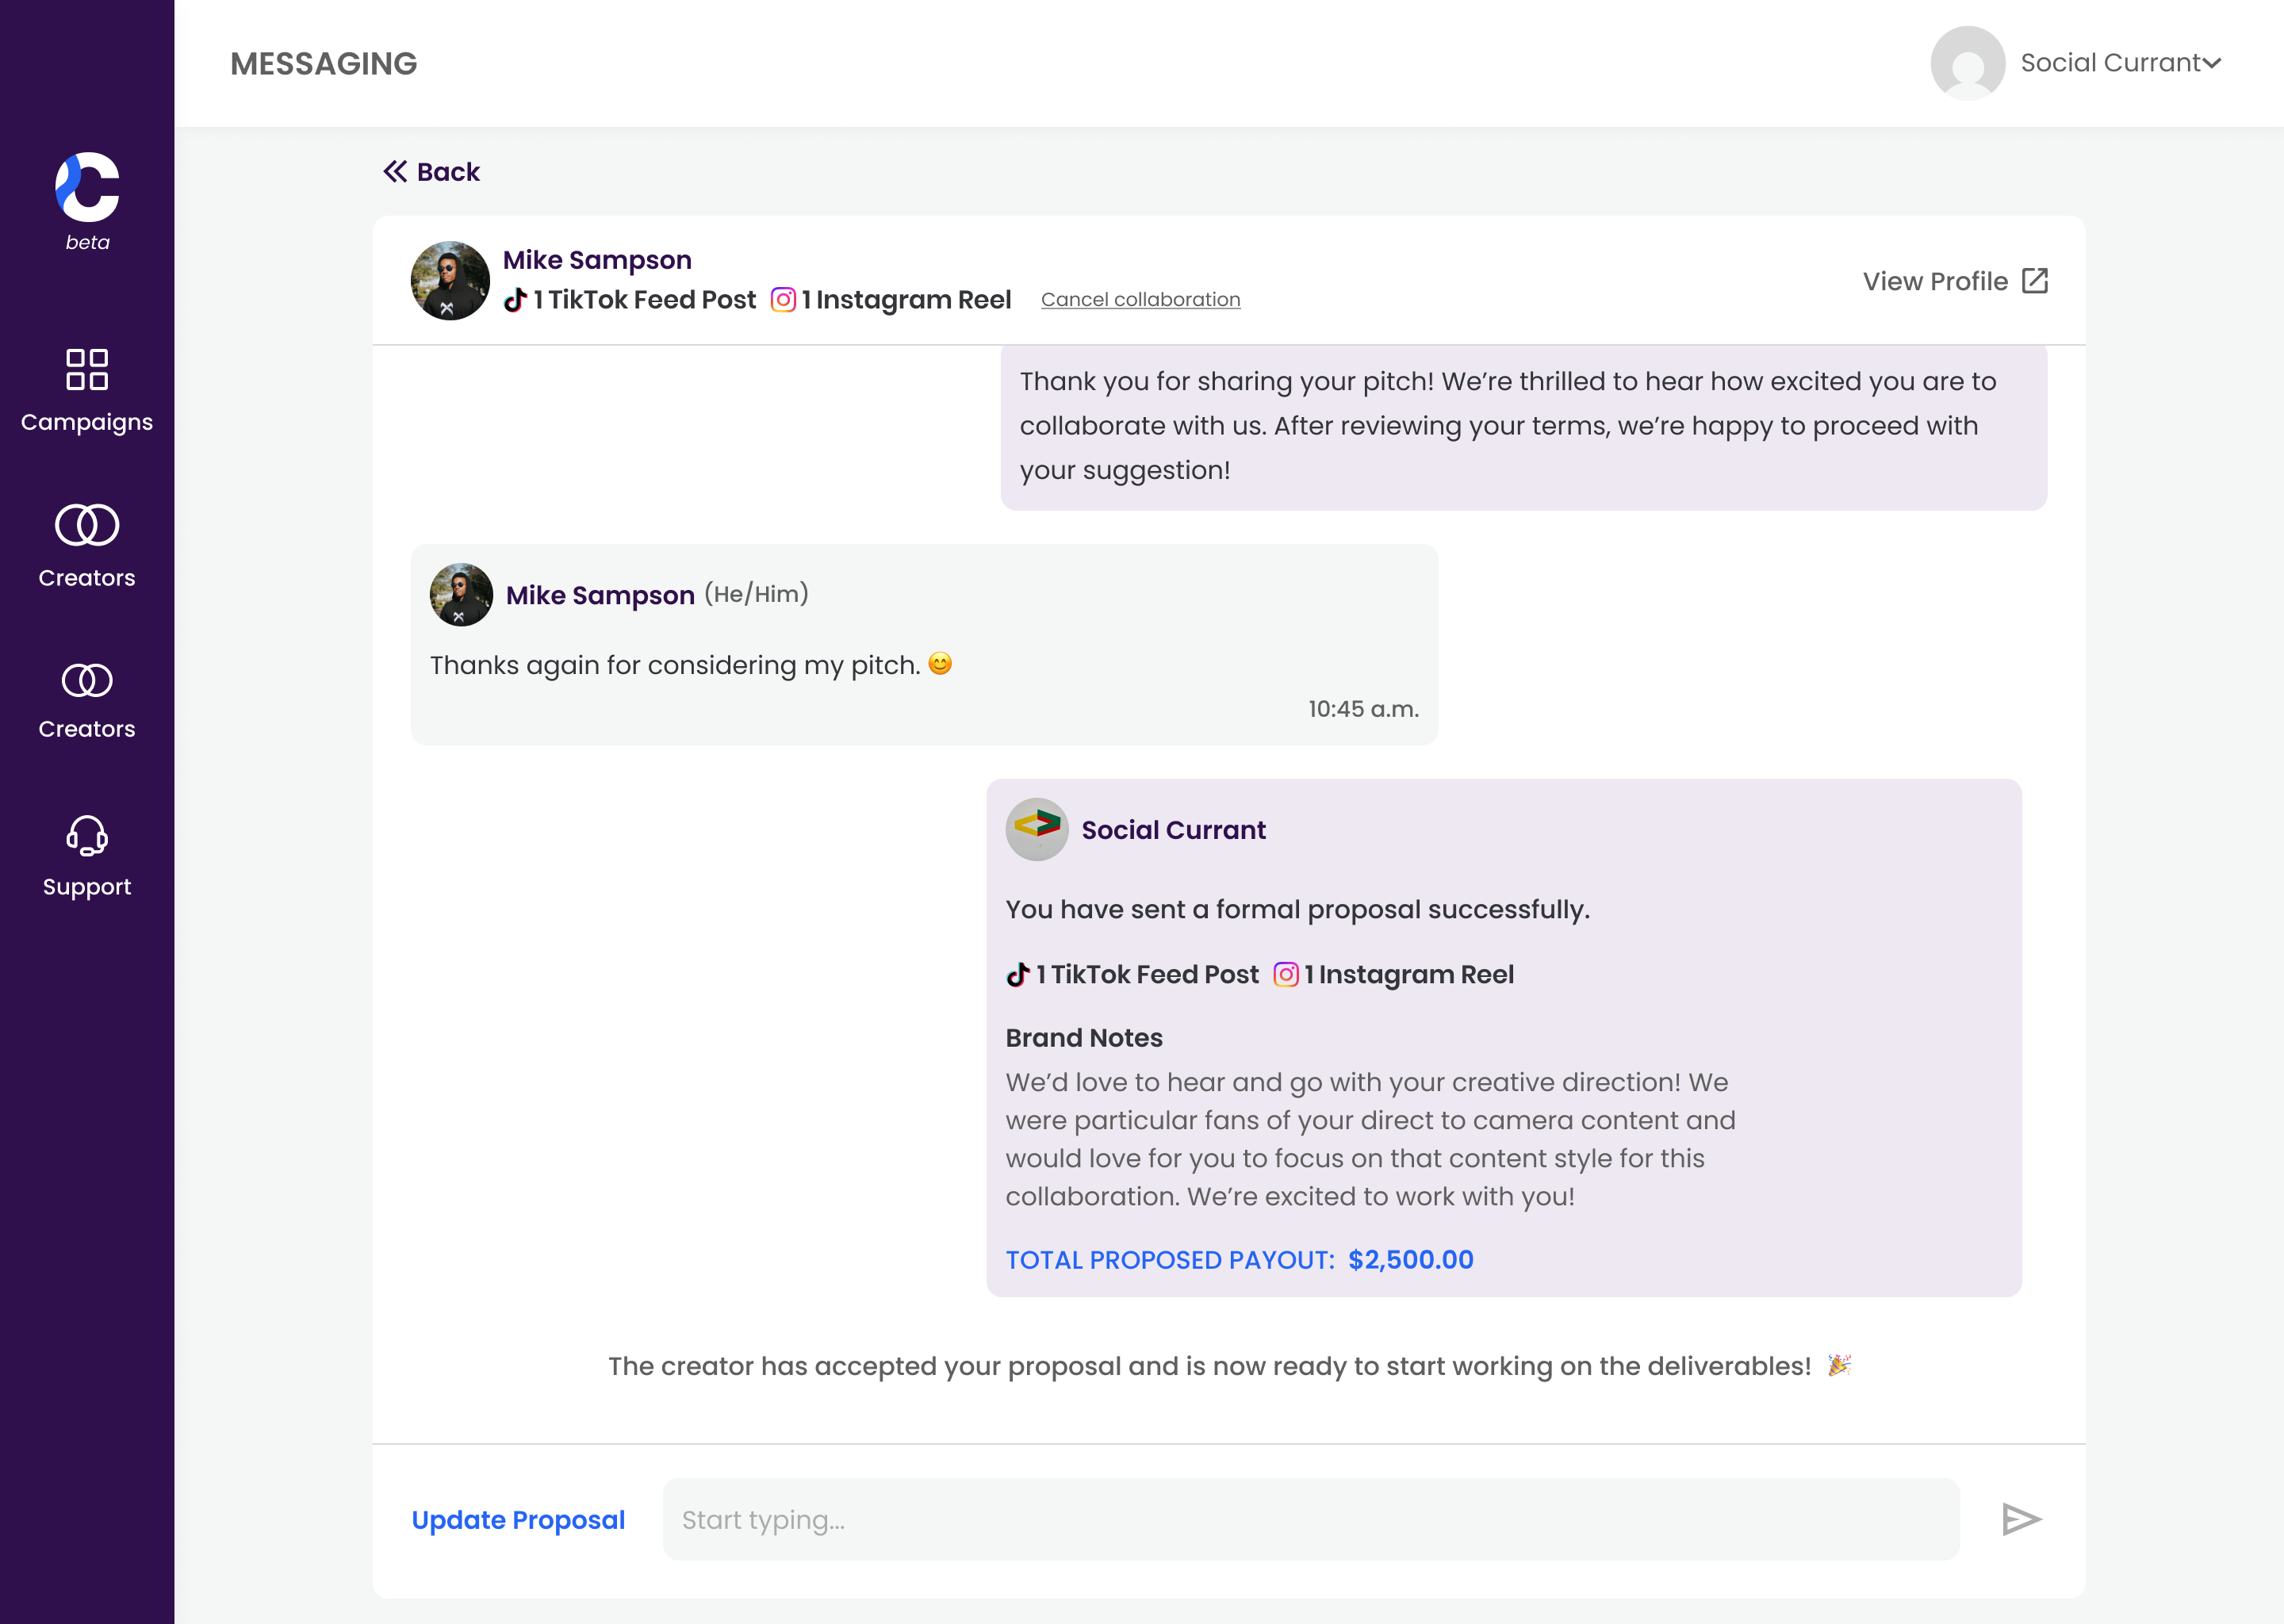 MESSAGING
Social Currant
beta
Campaigns
Creators
Creators
Support
Back
Mike Sampson
1 TikTok Feed Post 1 Instagram Reel Cancel collaboration
View Profile
Thank you for sharing your pitch! We’re thrilled to hear how excited you are to
collaborate with us. After reviewing your terms, we’re happy to proceed with
your suggestion!
Mike Sampson (He/Him)
Thanks again for considering my pitch. 😊
10:45 a.m.
Social Currant
You have sent a formal proposal successfully.
1 TikTok Feed Post 1 Instagram Reel
Brand Notes
We’d love to hear and go with your creative direction! We
were particular fans of your direct to camera content and
would love for you to focus on that content style for this
collaboration. We’re excited to work with you!
TOTAL PROPOSED PAYOUT: $2,500.00
The creator has accepted your proposal and is now ready to start working on the deliverables! 🎉
Update Proposal
Start typing...